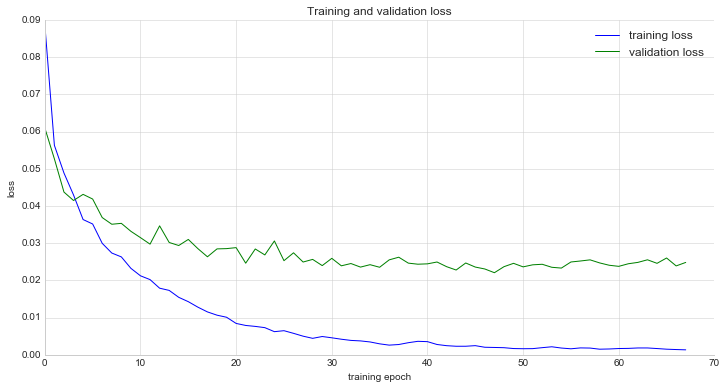 Training and validation loss
training loss
validation loss
0.09
0.08
0.07
0.06
0.05
0.04
0.03
0.02
0.01
0.00
loss
0 10 20 30 40 50 60 70
training epoch